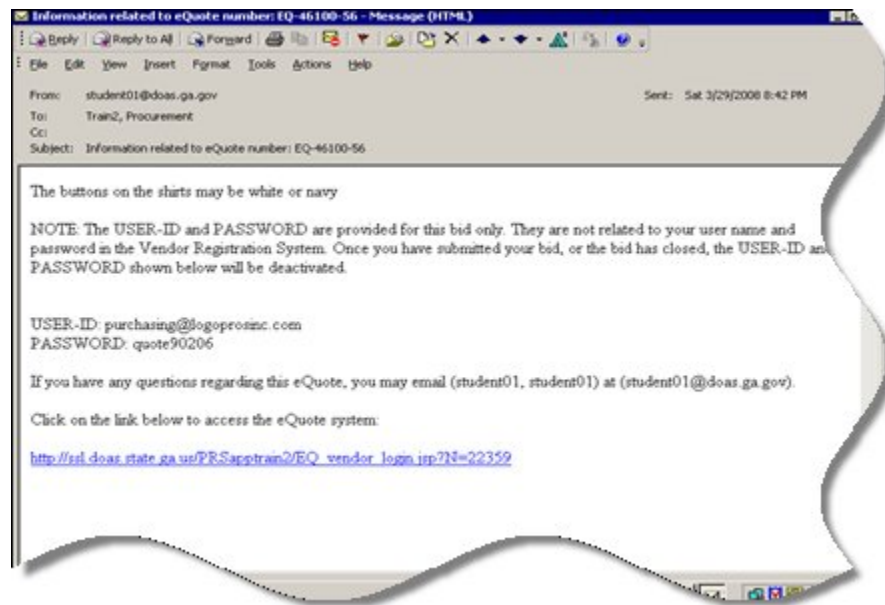 Information related to eQuote number: EQ-46100-56 - Message (HTML)
Reply Reply to All Forward
File Edit View Insert Format Tools Actions Help
From: student01@doas.ga.gov Sent: Sat 3/29/2008 8:42 PM
To: Train2, Procurement
Cc:
Subject: Information related to eQuote number: EQ-46100-56
The buttons on the shirts may be white or navy
NOTE: The USER-ID and PASSWORD are provided for this bid only. They are not related to your user name and
password in the Vendor Registration System. Once you have submitted your bid, or the bid has closed, the USER-ID an
PASSWORD shown below will be deactivated.
USER-ID: purchasing@logoprosinc.com
PASSWORD: quote90206
If you have any questions regarding this eQuote, you may email (student01, student01) at (student01@doas.ga.gov).
Click on the link below to access the eQuote system:
http://ssl.doas.state.ga.us/PRSapptrain2/EQ_vendor_login.jsp?N=22359